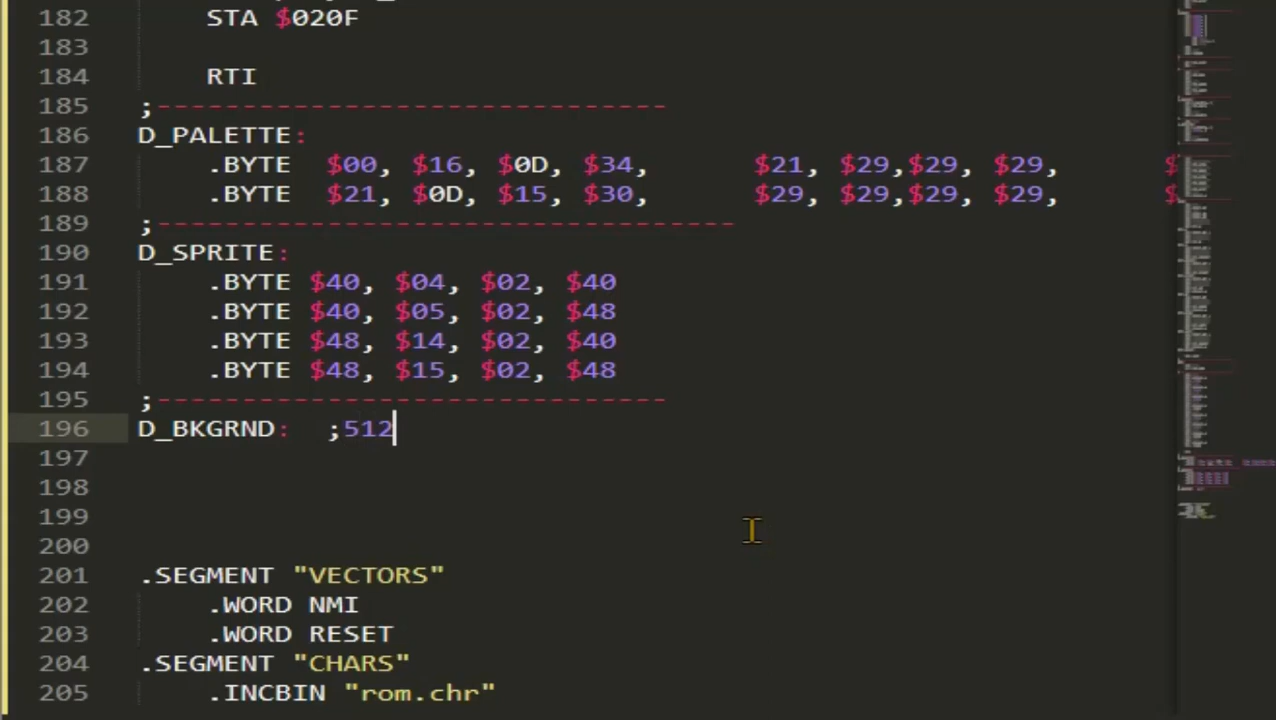 182 STA $020F
183
184 RTI
185 ;------------------------------
186 D_PALETTE:
187 .BYTE $00, $16, $0D, $34, $21, $29,$29, $29, $
188 .BYTE $21, $0D, $15, $30, $29, $29,$29, $29, $
189 ;----------------------------------
190 D_SPRITE:
191 .BYTE $40, $04, $02, $40
192 .BYTE $40, $05, $02, $48
193 .BYTE $48, $14, $02, $40
194 .BYTE $48, $15, $02, $48
195 ;------------------------------
196 D_BKGRND: ;512
197
198
199
200
201 .SEGMENT "VECTORS"
202 .WORD NMI
203 .WORD RESET
204 .SEGMENT "CHARS"
205 .INCBIN "rom.chr"